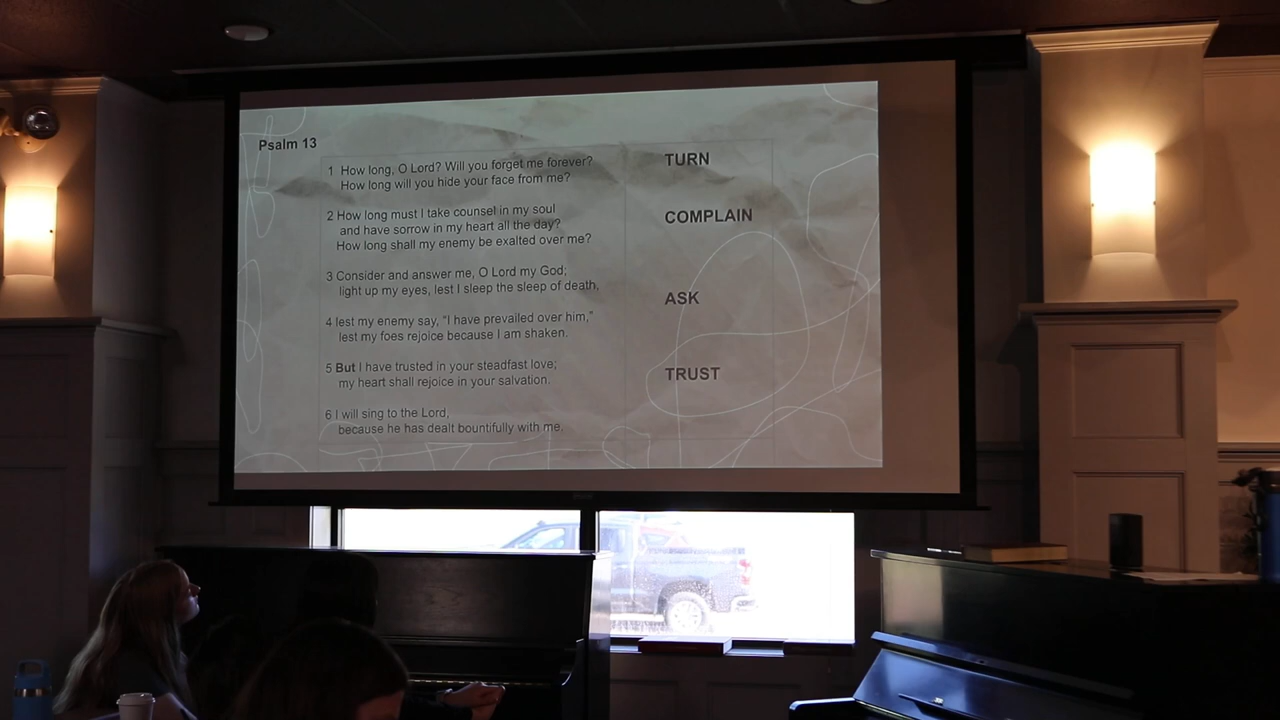 Psalm 13
1 How long, O Lord? Will you forget me forever?
How long will you hide your face from me?
TURN
2 How long must I take counsel in my soul
and have sorrow in my heart all the day?
How long shall my enemy be exalted over me?
COMPLAIN
3 Consider and answer me, O Lord my God;
light up my eyes, lest I sleep the sleep of death,
ASK
4 lest my enemy say, "I have prevailed over him,"
lest my foes rejoice because I am shaken.
5 But I have trusted in your steadfast love;
my heart shall rejoice in your salvation.
TRUST
6 I will sing to the Lord,
because he has dealt bountifully with me.